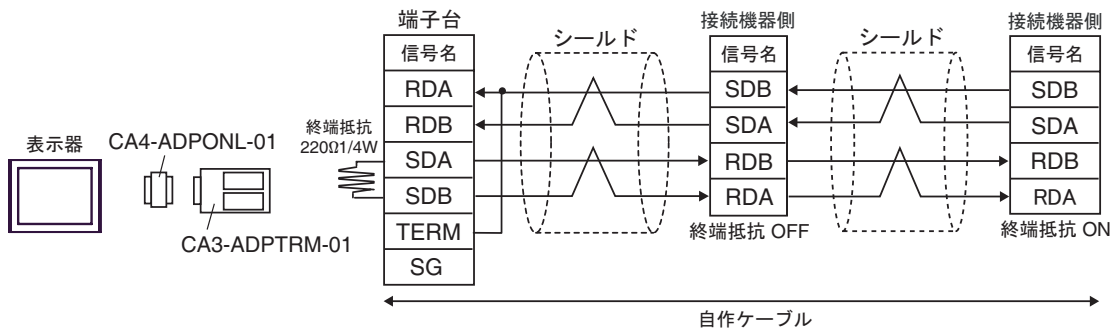 表示器
CA4-ADPONL-01
CA3-ADPTRM-01
終端抵抗
220Ω1/4W
端子台
信号名
RDA
RDB
SDA
SDB
TERM
SG
シールド
接続機器側
信号名
SDB
SDA
RDB
RDA
終端抵抗 OFF
シールド
接続機器側
信号名
SDB
SDA
RDB
RDA
終端抵抗 ON
自作ケーブル